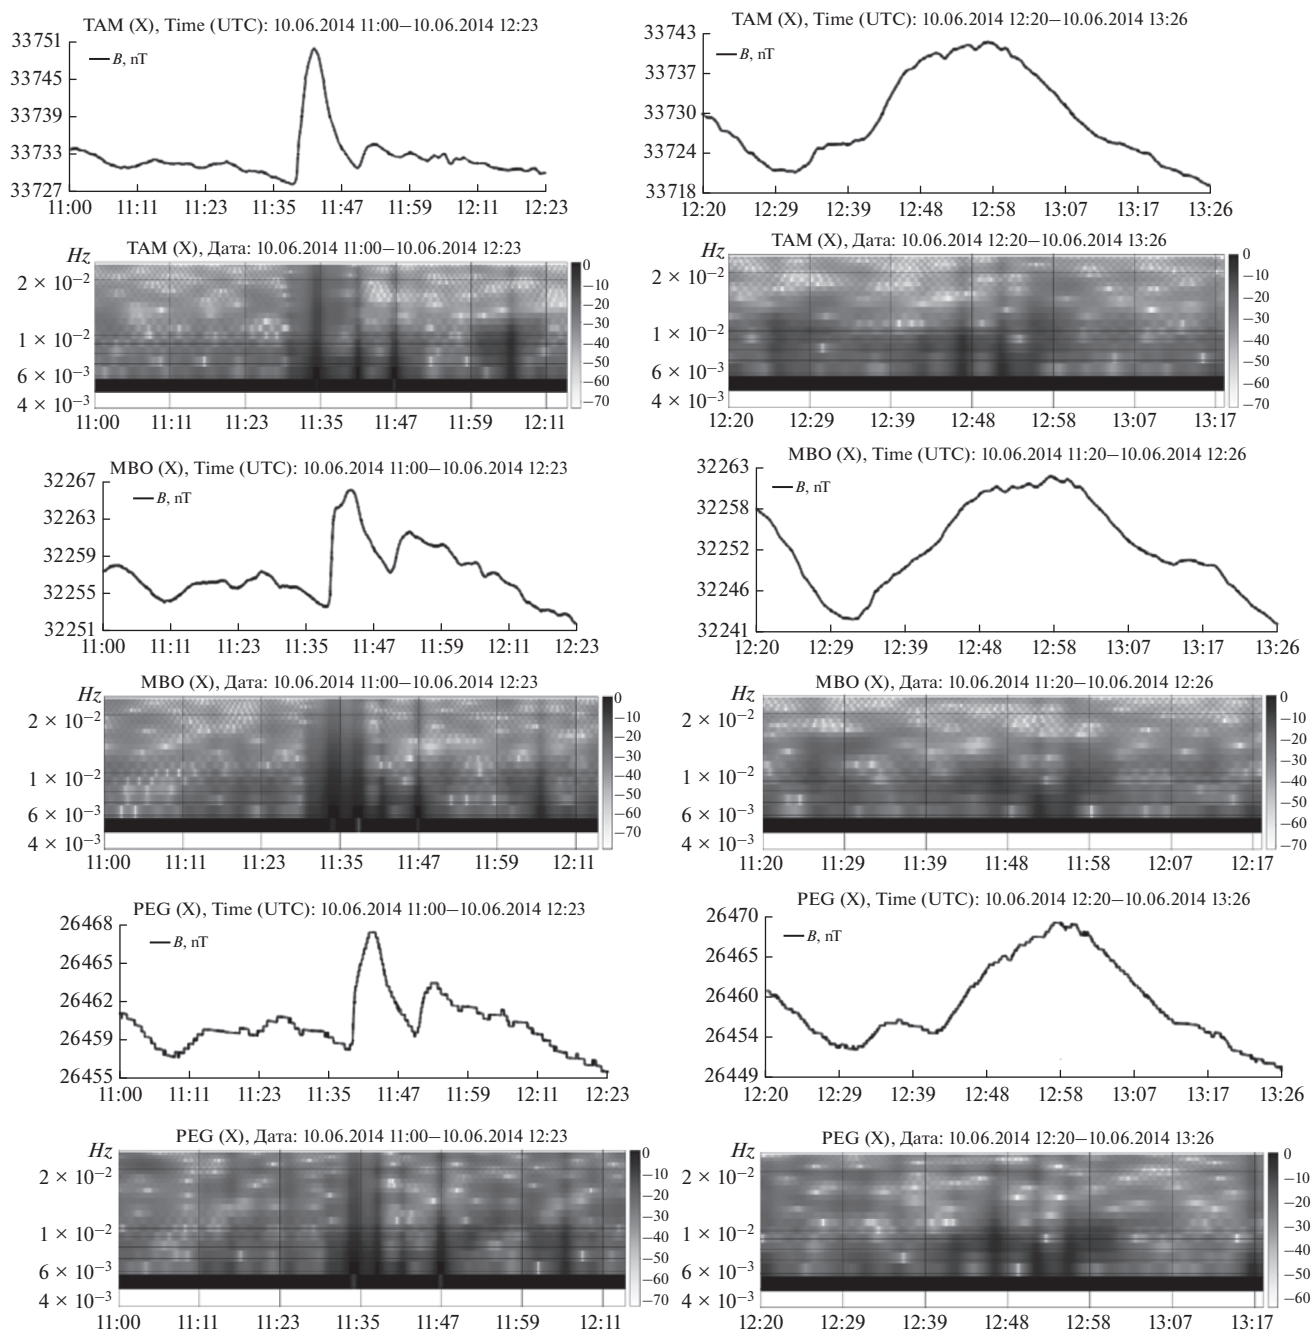 TAM (X), Time (UTC): 10.06.2014 11:00–10.06.2014 12:23
B, nT
33751
33745
33739
33733
33727
11:00 11:11 11:23 11:35 11:47 11:59 12:11 12:23
TAM (X), Time (UTC): 10.06.2014 12:20–10.06.2014 13:26
B, nT
33743
33737
33730
33724
33718
12:20 12:29 12:39 12:48 12:58 13:07 13:17 13:26
TAM (X), Дата: 10.06.2014 11:00–10.06.2014 12:23
Hz
2 × 10⁻²
1 × 10⁻²
6 × 10⁻³
4 × 10⁻³
0
−10
−20
−30
−40
−50
−60
−70
11:00 11:11 11:23 11:35 11:47 11:59 12:11
TAM (X), Дата: 10.06.2014 12:20–10.06.2014 13:26
Hz
2 × 10⁻²
1 × 10⁻²
6 × 10⁻³
4 × 10⁻³
0
−10
−20
−30
−40
−50
−60
−70
12:20 12:29 12:39 12:48 12:58 13:07 13:17
MBO (X), Time (UTC): 10.06.2014 11:00–10.06.2014 12:23
B, nT
32267
32263
32259
32255
32251
11:00 11:11 11:23 11:35 11:47 11:59 12:11 12:23
MBO (X), Time (UTC): 10.06.2014 11:20–10.06.2014 12:26
B, nT
32263
32258
32252
32246
32241
12:20 12:29 12:39 12:48 12:58 13:07 13:17 13:26
MBO (X), Дата: 10.06.2014 11:00–10.06.2014 12:23
Hz
2 × 10⁻²
1 × 10⁻²
6 × 10⁻³
4 × 10⁻³
0
−10
−20
−30
−40
−50
−60
−70
11:00 11:11 11:23 11:35 11:47 11:59 12:11
MBO (X), Дата: 10.06.2014 11:20–10.06.2014 12:26
Hz
2 × 10⁻²
1 × 10⁻²
6 × 10⁻³
4 × 10⁻³
0
−10
−20
−30
−40
−50
−60
−70
11:20 11:29 11:39 11:48 11:58 12:07 12:17
PEG (X), Time (UTC): 10.06.2014 11:00–10.06.2014 12:23
B, nT
26468
26465
26462
26459
26455
11:00 11:11 11:23 11:35 11:47 11:59 12:11 12:23
PEG (X), Time (UTC): 10.06.2014 12:20–10.06.2014 13:26
B, nT
26470
26465
26460
26454
26449
12:20 12:29 12:39 12:48 12:58 13:07 13:17 13:26
PEG (X), Дата: 10.06.2014 11:00–10.06.2014 12:23
Hz
2 × 10⁻²
1 × 10⁻²
6 × 10⁻³
4 × 10⁻³
0
−10
−20
−30
−40
−50
−60
−70
11:00 11:11 11:23 11:35 11:47 11:59 12:11
PEG (X), Дата: 10.06.2014 12:20–10.06.2014 13:26
Hz
2 × 10⁻²
1 × 10⁻²
6 × 10⁻³
4 × 10⁻³
0
−10
−20
−30
−40
−50
−60
12:20 12:29 12:39 12:48 12:58 13:07 13:17